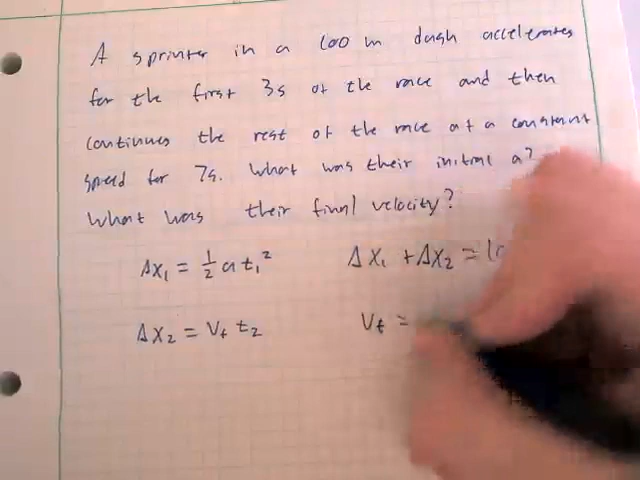 A sprinter in a 100 m dash accelerates
for the first 3s of the race and then
continues the rest of the race at a constant
speed for 7s. What was their initial a?
What was their final velocity?
Δx₁ = ½ a t₁² Δx₁ + Δx₂ = 10
Δx₂ = Vf t₂ Vf =